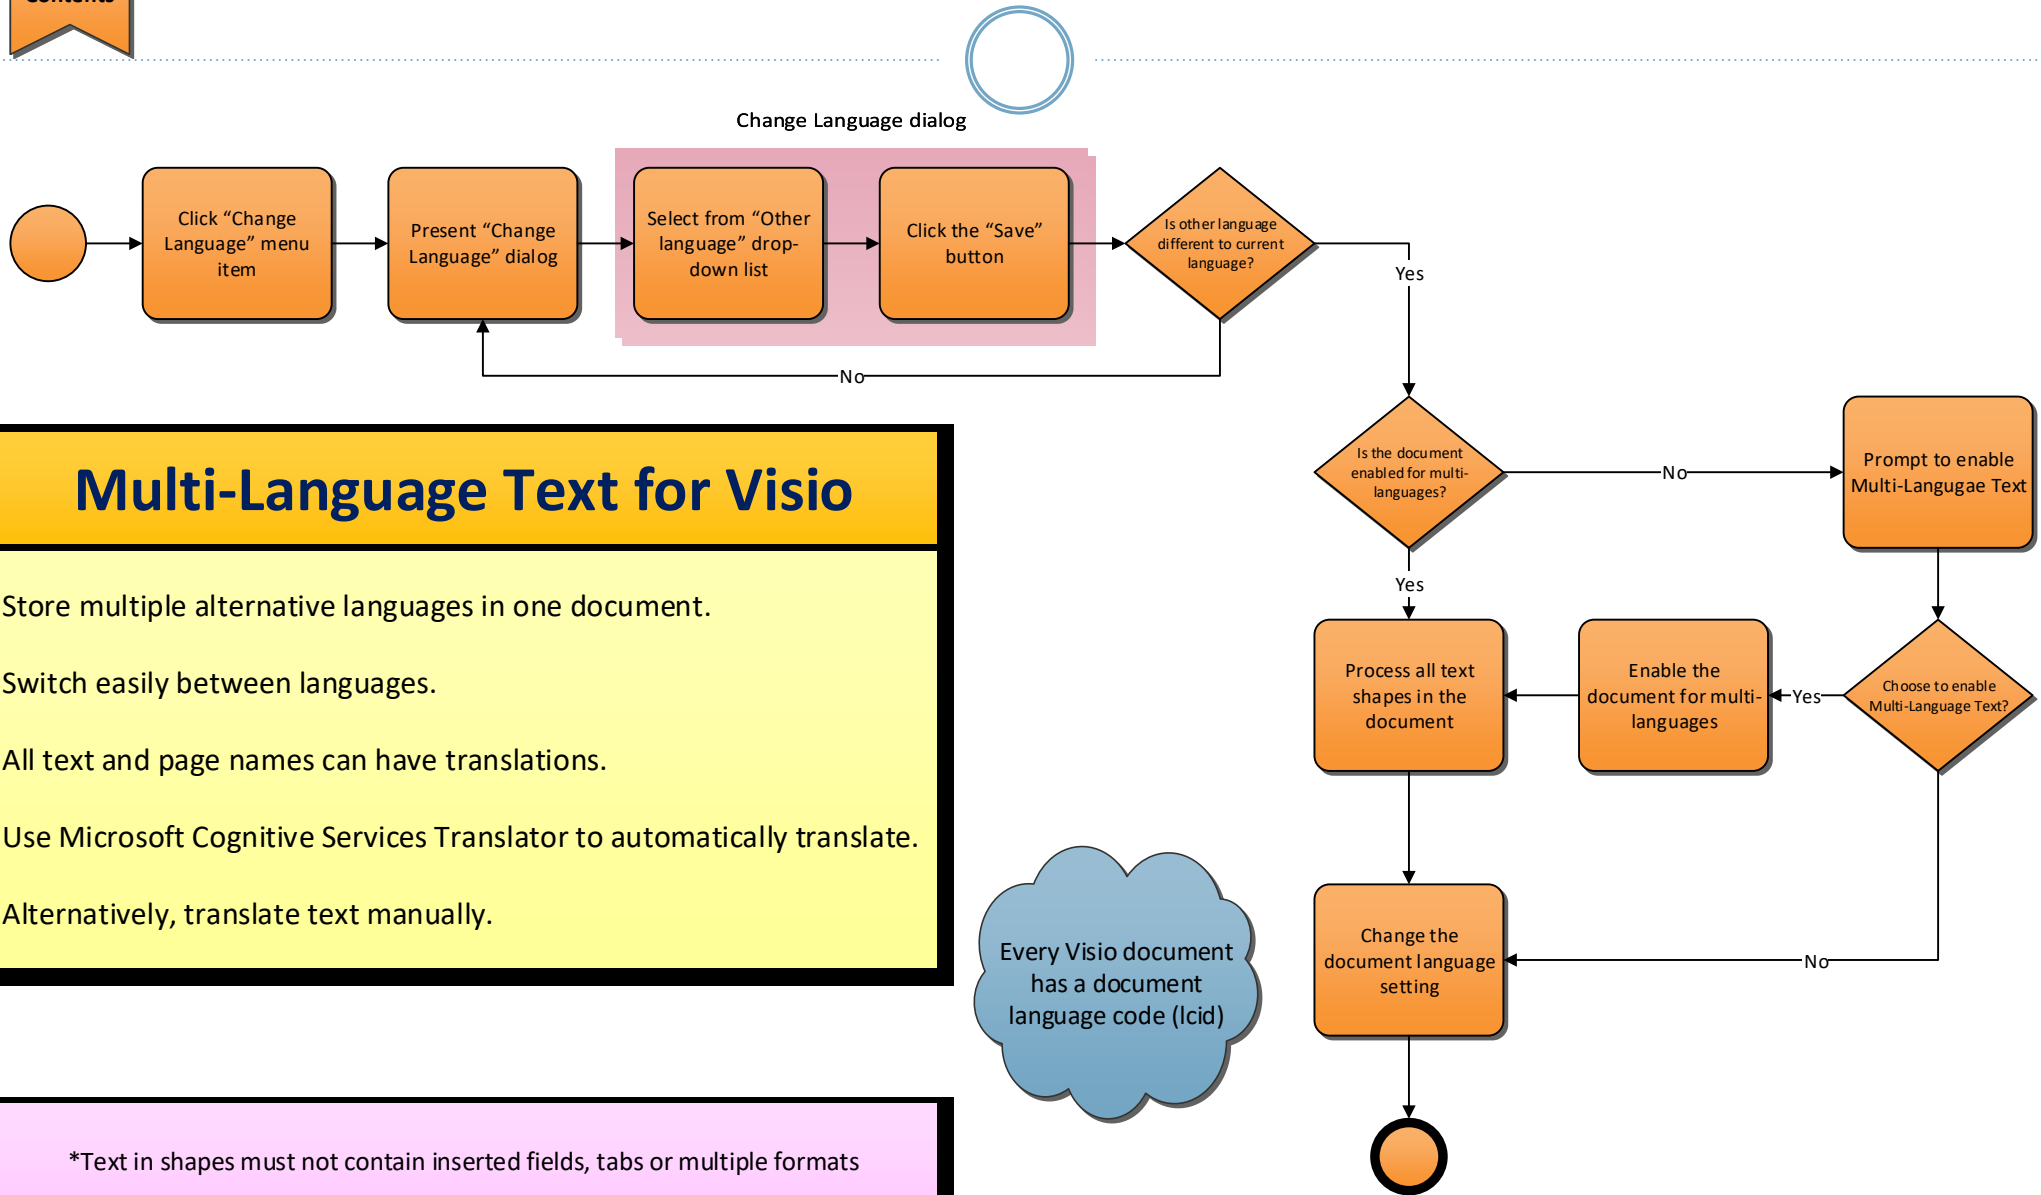 Contents
Change Language dialog
Click “Change
Language” menu
item
Present “Change
Language” dialog
Select from “Other
language” drop-
down list
Click the “Save”
button
Is other language
different to current
language?
Yes
No
Is the document
enabled for multi-
languages?
No
Prompt to enable
Multi-Langugae Text
Yes
Process all text
shapes in the
document
Enable the
document for multi-
languages
Yes
Choose to enable
Multi-Language Text?
Change the
document language
setting
No
Multi-Language Text for Visio
Store multiple alternative languages in one document.
Switch easily between languages.
All text and page names can have translations.
Use Microsoft Cognitive Services Translator to automatically translate.
Alternatively, translate text manually.
Every Visio document
has a document
language code (lcid)
*Text in shapes must not contain inserted fields, tabs or multiple formats